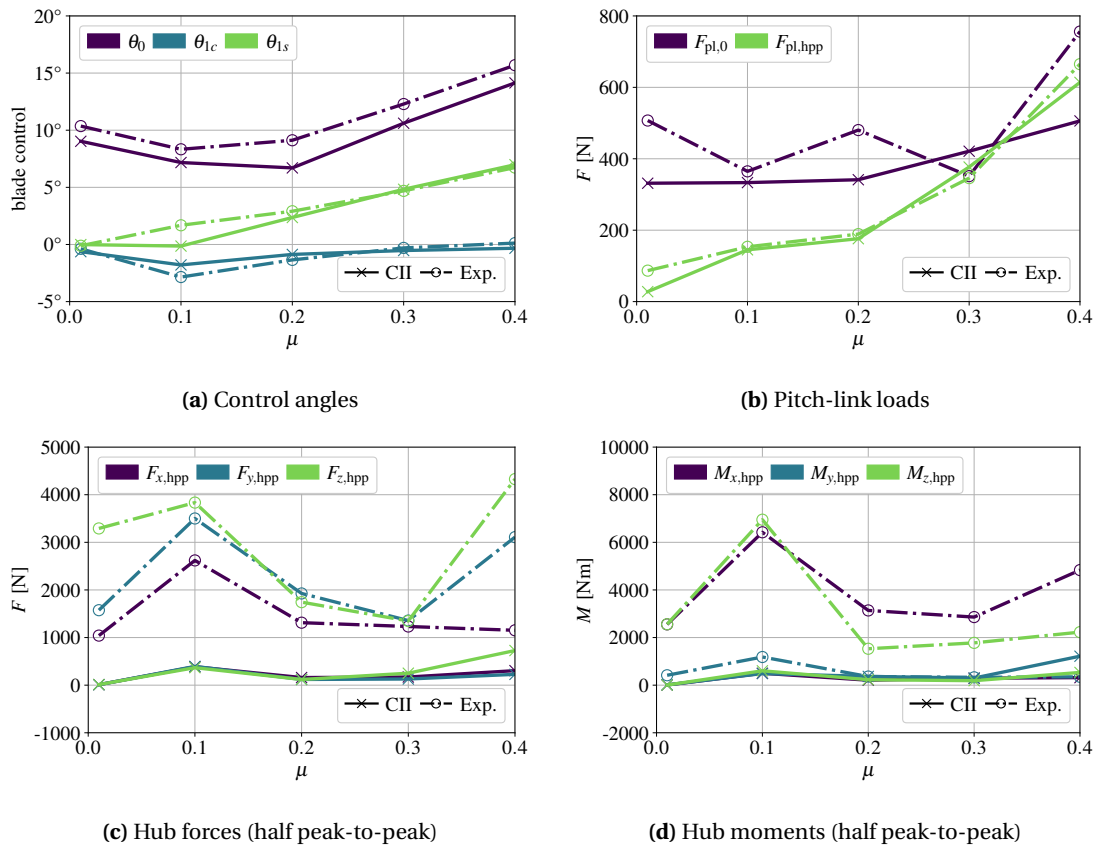 20°
15°
10°
5°
0°
-5°
blade control
θ0 θ1c θ1s
CII Exp.
0.0 0.1 0.2 0.3 0.4
μ
(a) Control angles
800
600
400
200
0
F [N]
Fpl,0 Fpl,hpp
CII Exp.
0.0 0.1 0.2 0.3 0.4
μ
(b) Pitch-link loads
5000
4000
3000
2000
1000
0
-1000
F [N]
Fx,hpp Fy,hpp Fz,hpp
CII Exp.
0.0 0.1 0.2 0.3 0.4
μ
(c) Hub forces (half peak-to-peak)
10000
8000
6000
4000
2000
0
-2000
M [Nm]
Mx,hpp My,hpp Mz,hpp
CII Exp.
0.0 0.1 0.2 0.3 0.4
μ
(d) Hub moments (half peak-to-peak)